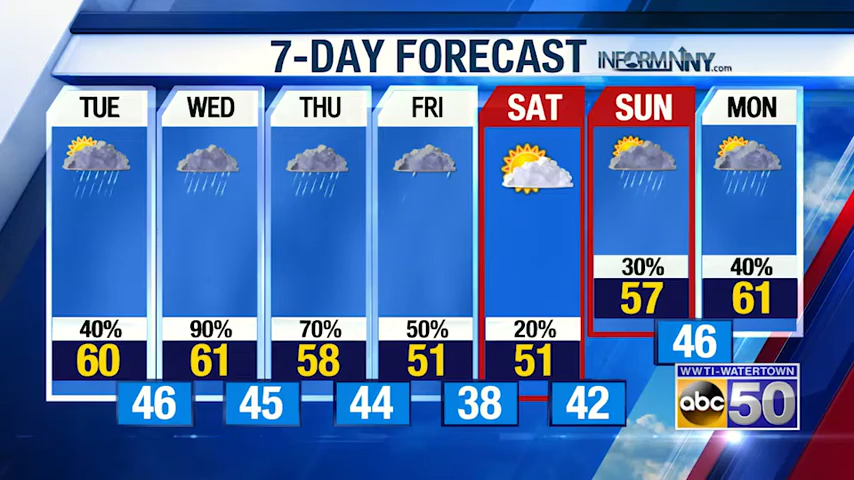 7-DAY FORECAST INFORMNNY.com
TUE WED THU FRI SAT SUN MON
30% 40%
57 61
40% 90% 70% 50% 20%
60 61 58 51 51
46
46 45 44 38 42
WWTI-WATERTOWN
abc 50